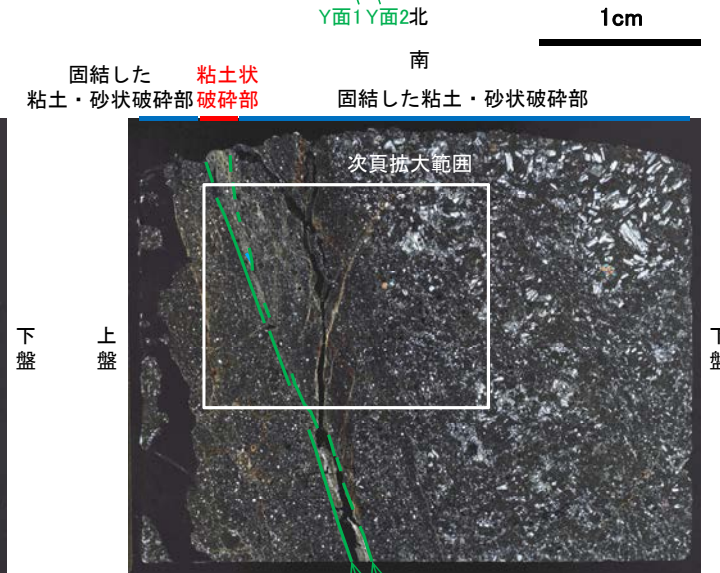 Y面1 Y面2北
1cm
南
固結した
粘土・砂状破砕部
粘土状
破砕部
固結した粘土・砂状破砕部
次頁拡大範囲
下
盤
上
盤
下
盤